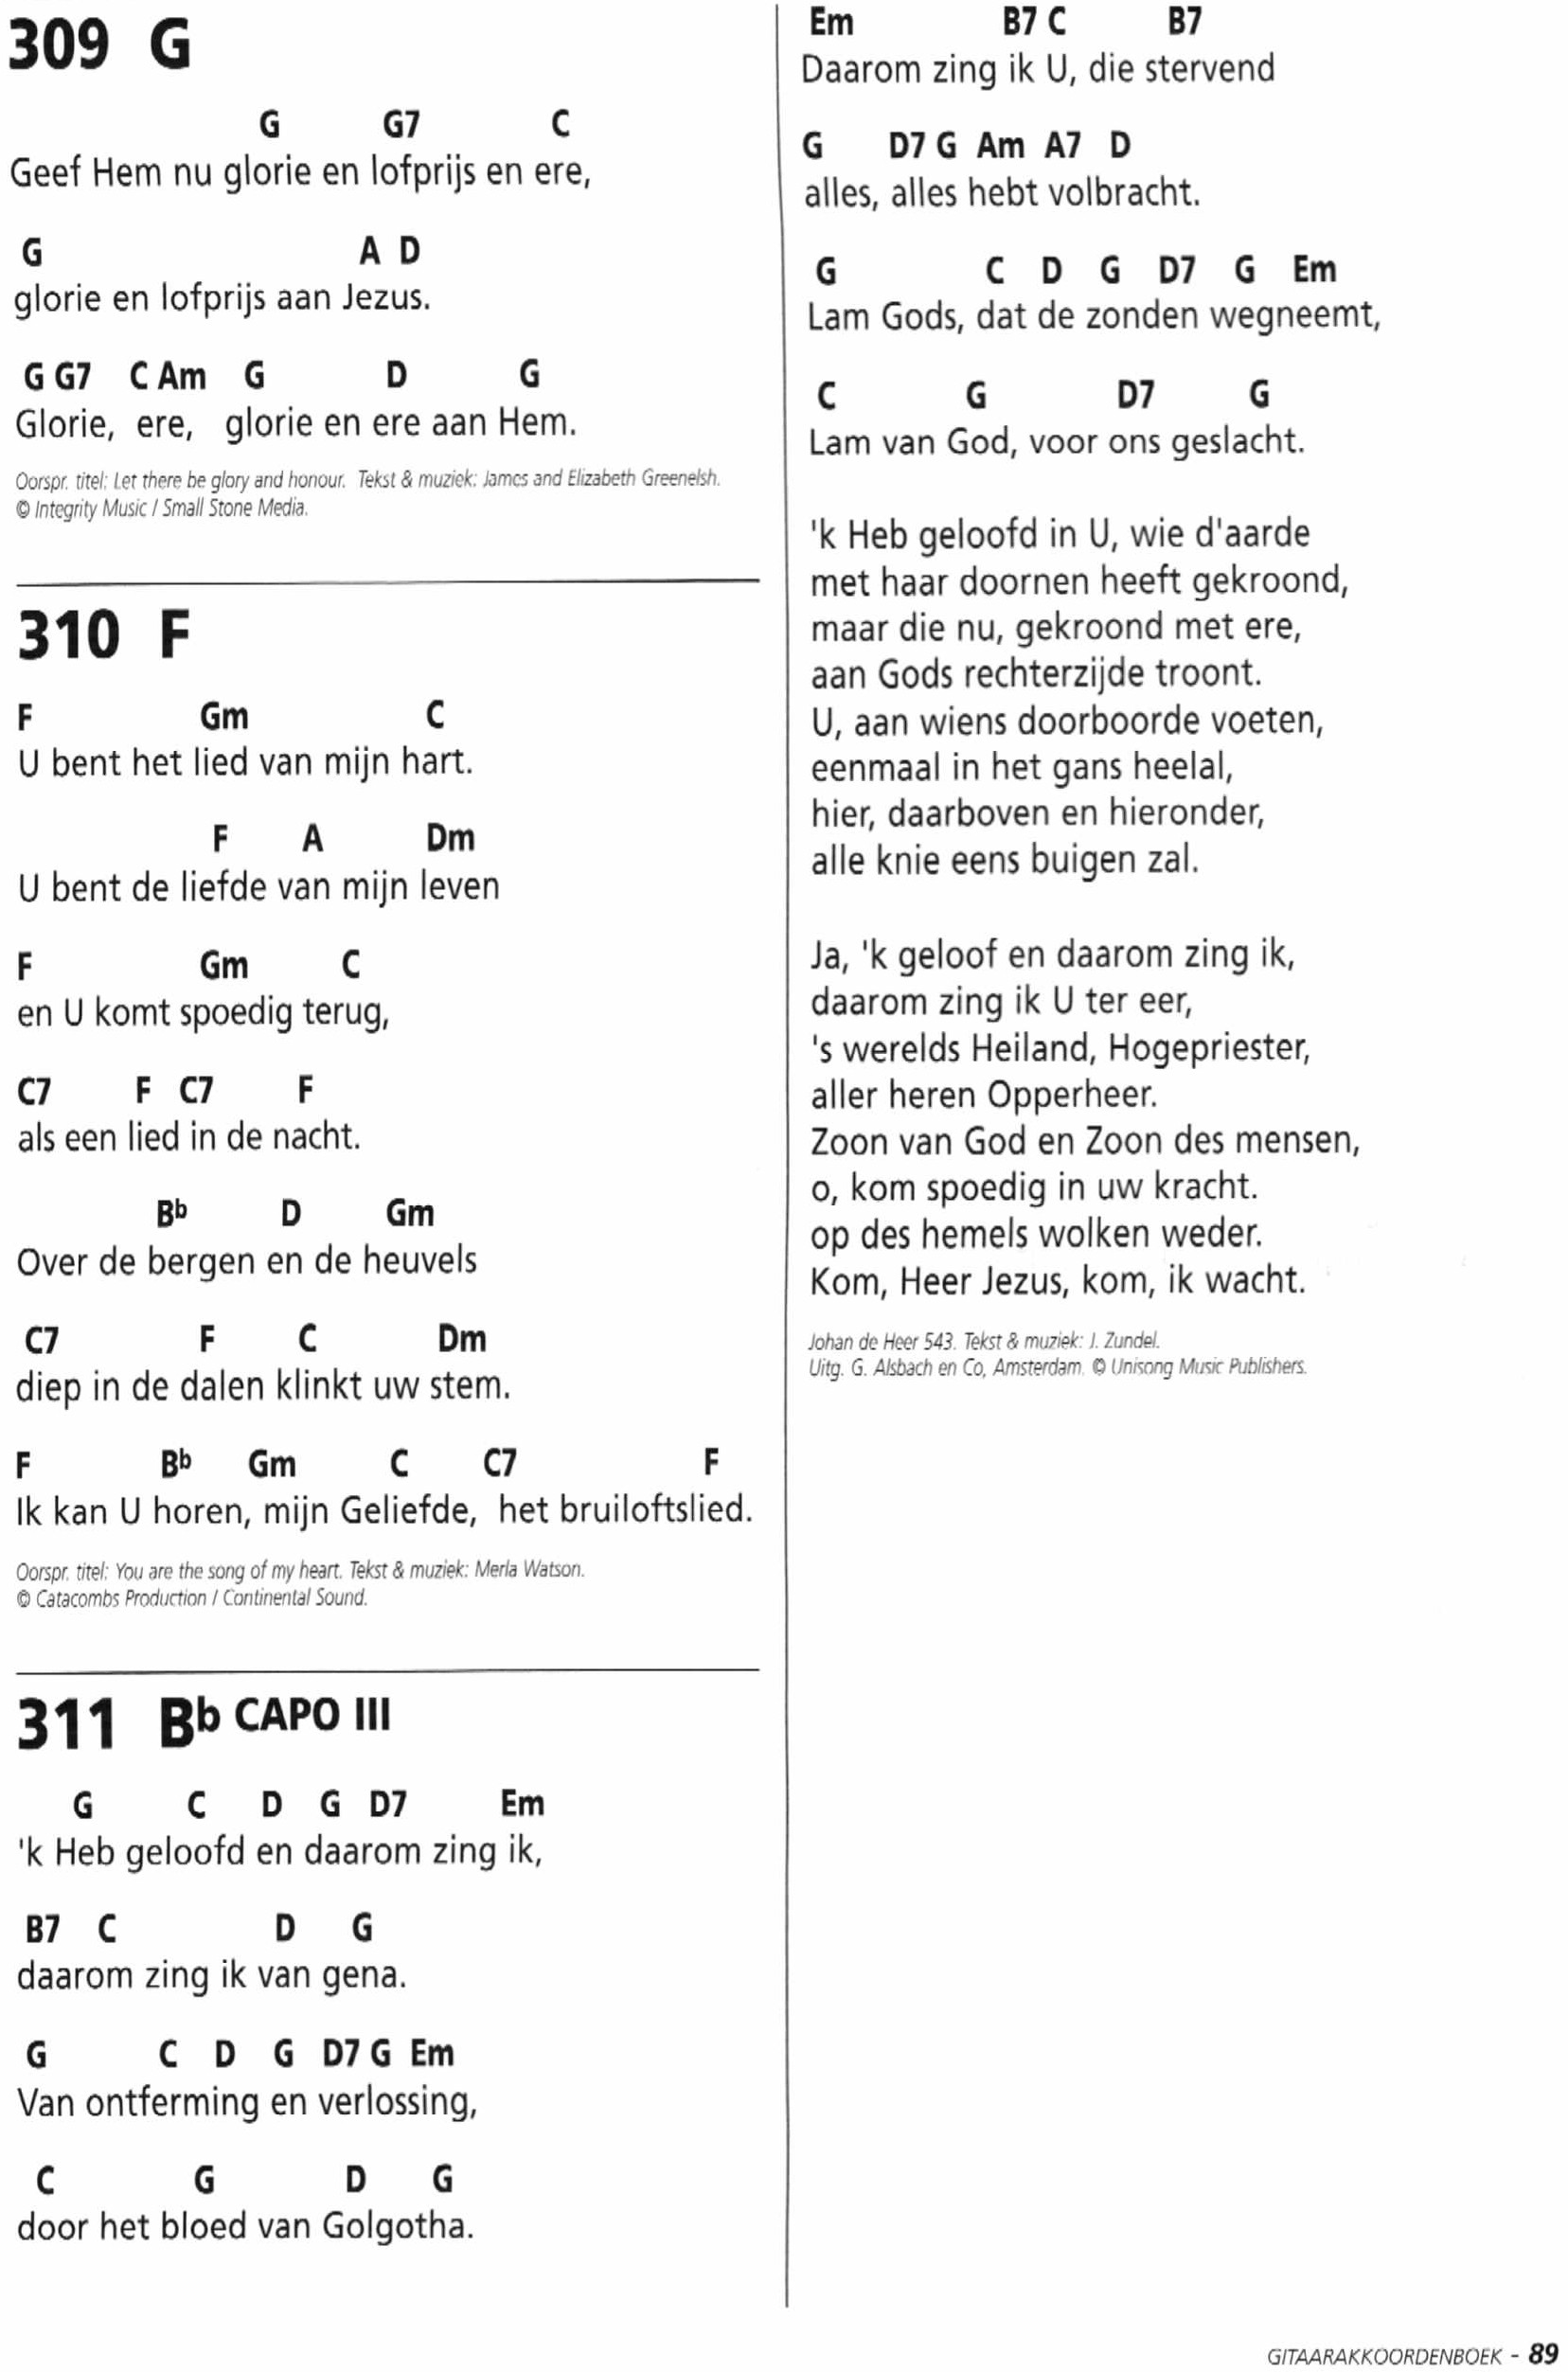 309 G
G G7 C
Geef Hem nu glorie en lofprijs en ere,
G A D
glorie en lofprijs aan Jezus.
G G7 C Am G D G
Glorie, ere, glorie en ere aan Hem.
Oorspr. titel: Let there be glory and honour. Tekst & muziek: James and Elizabeth Greenelsh.
© Integrity Music / Small Stone Media.
310 F
F Gm C
U bent het lied van mijn hart.
F A Dm
U bent de liefde van mijn leven
F Gm C
en U komt spoedig terug,
C7 F C7 F
als een lied in de nacht.
Bb D Gm
Over de bergen en de heuvels
C7 F C Dm
diep in de dalen klinkt uw stem.
F Bb Gm C C7 F
Ik kan U horen, mijn Geliefde, het bruiloftslied.
Oorspr. titel: You are the song of my heart. Tekst & muziek: Merla Watson.
© Catacombs Production / Continental Sound.
311 Bb CAPO III
G C D G D7 Em
'k Heb geloofd en daarom zing ik,
B7 C D G
daarom zing ik van gena.
G C D G D7 G Em
Van ontferming en verlossing,
C G D G
door het bloed van Golgotha.
Em B7 C B7
Daarom zing ik U, die stervend
G D7 G Am A7 D
alles, alles hebt volbracht.
G C D G D7 G Em
Lam Gods, dat de zonden wegneemt,
C G D7 G
Lam van God, voor ons geslacht.
'k Heb geloofd in U, wie d'aarde
met haar doornen heeft gekroond,
maar die nu, gekroond met ere,
aan Gods rechterzijde troont.
U, aan wiens doorboorde voeten,
eenmaal in het gans heelal,
hier, daarboven en hieronder,
alle knie eens buigen zal.
Ja, 'k geloof en daarom zing ik,
daarom zing ik U ter eer,
's werelds Heiland, Hogepriester,
aller heren Opperheer.
Zoon van God en Zoon des mensen,
o, kom spoedig in uw kracht.
op des hemels wolken weder.
Kom, Heer Jezus, kom, ik wacht.
Johan de Heer 543. Tekst & muziek: J. Zundel.
Uitg. G. Alsbach en Co, Amsterdam. © Unisong Music Publishers.
GITAARAKKOORDENBOEK - 89